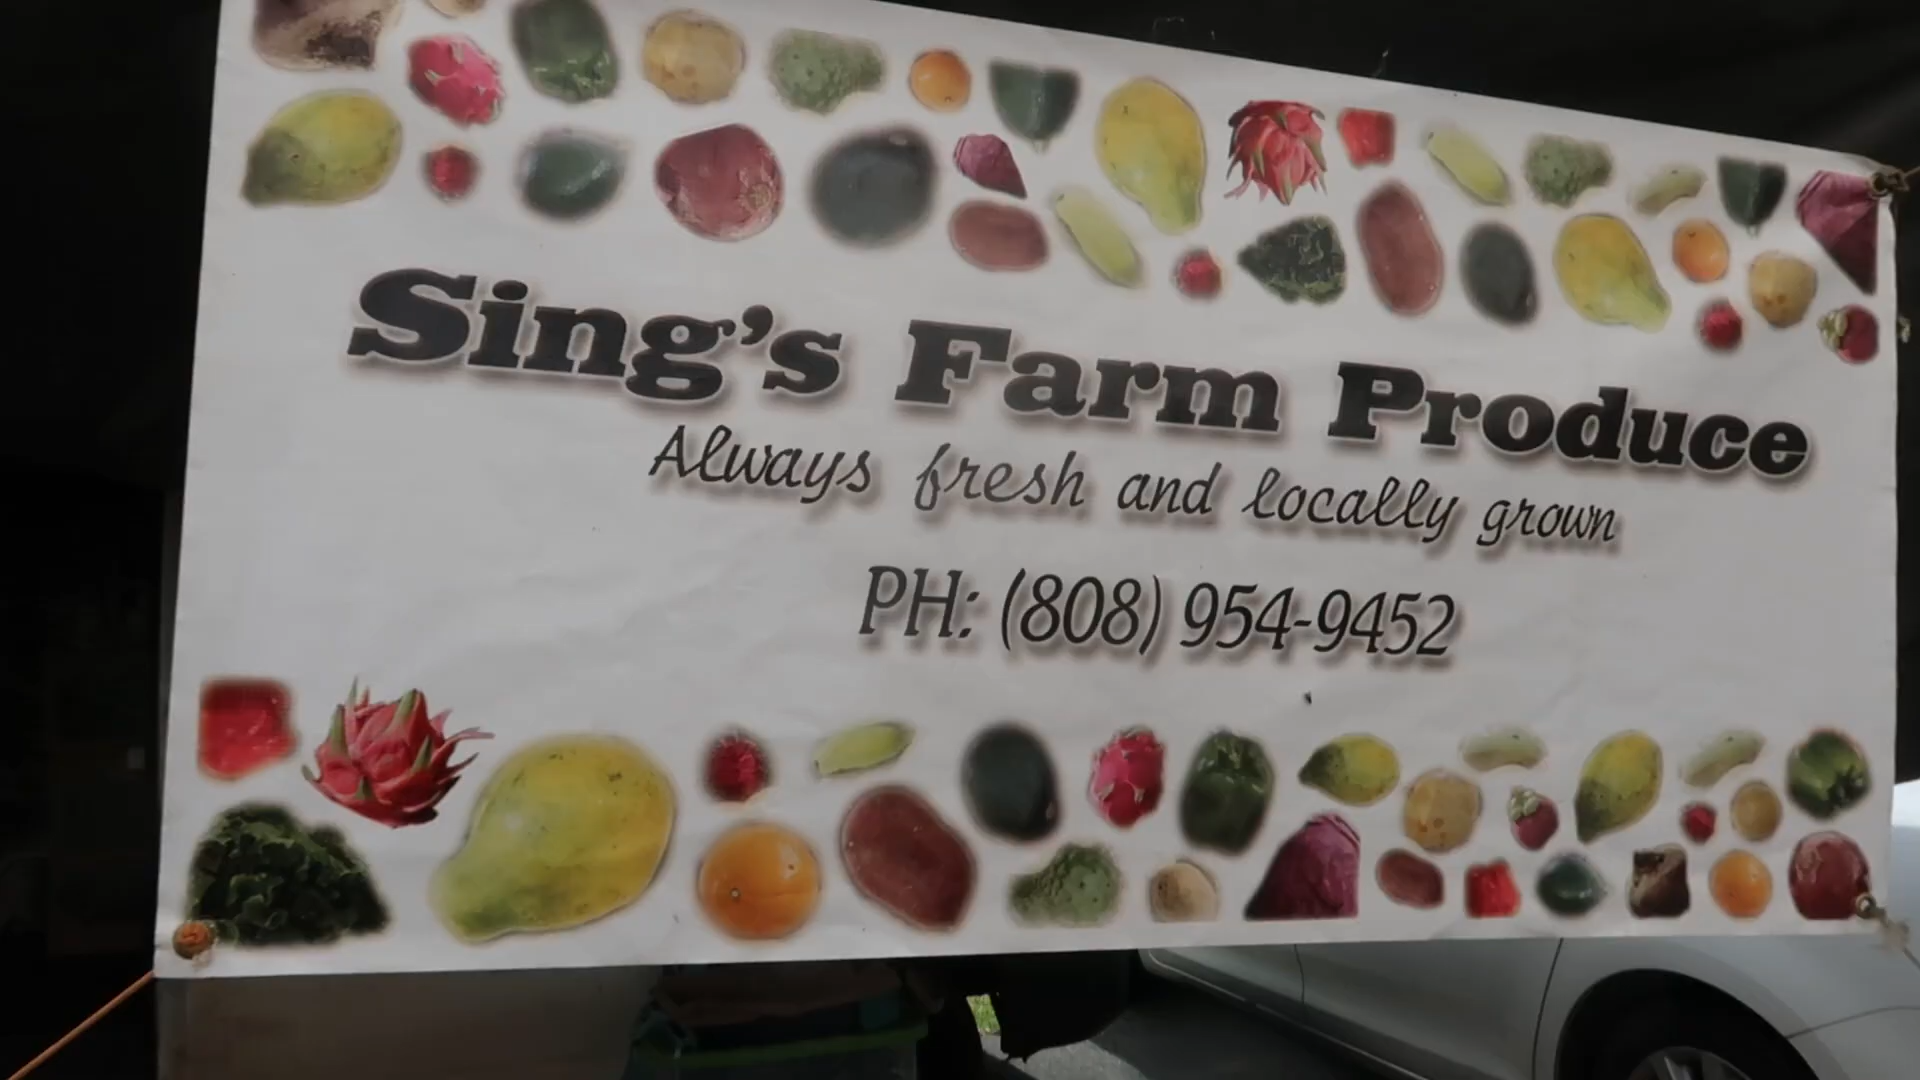 Sing's Farm Produce
Always fresh and locally grown
PH: (808) 954-9452